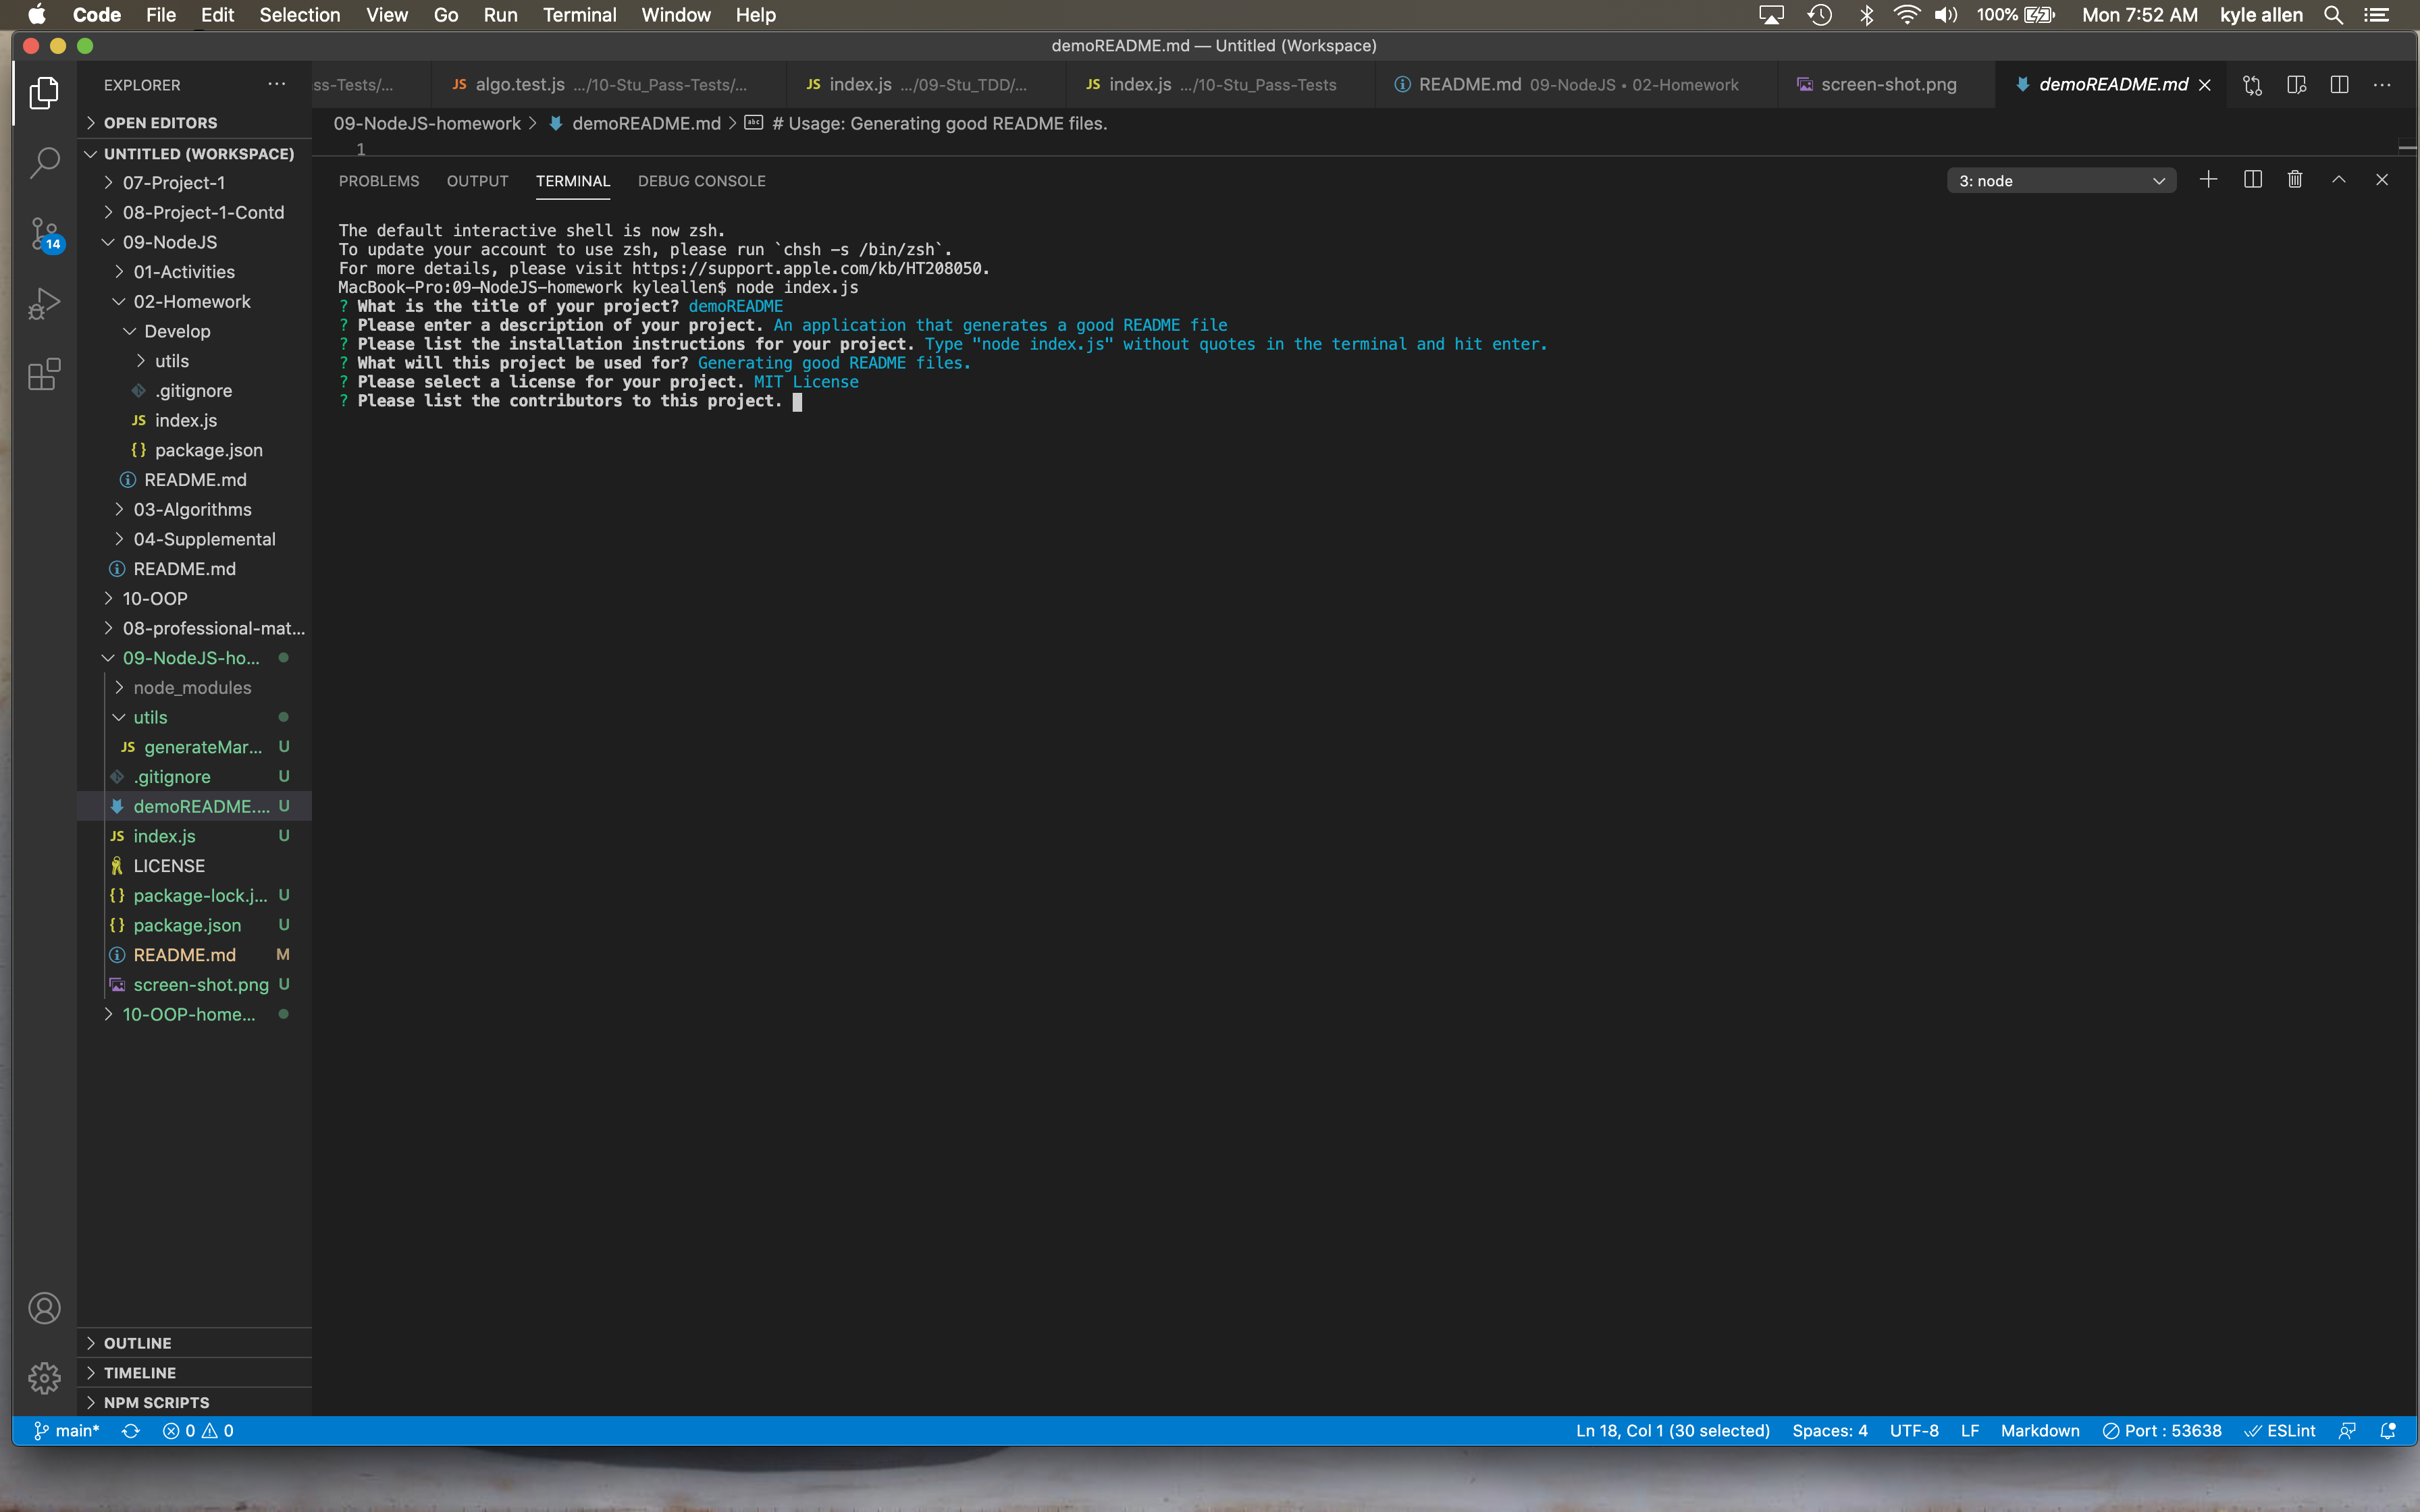 Code File Edit Selection View Go Run Terminal Window Help 100% Mon 7:52 AM kyle allen
demoREADME.md — Untitled (Workspace)
EXPLORER
ss-Tests/... JS algo.test.js .../10-Stu_Pass-Tests/... JS index.js .../09-Stu_TDD/... JS index.js .../10-Stu_Pass-Tests README.md 09-NodeJS • 02-Homework screen-shot.png demoREADME.md
09-NodeJS-homework > demoREADME.md > abc # Usage: Generating good README files.
1
OPEN EDITORS
UNTITLED (WORKSPACE)
07-Project-1
08-Project-1-Contd
09-NodeJS
01-Activities
02-Homework
Develop
utils
.gitignore
JS index.js
{} package.json
README.md
03-Algorithms
04-Supplemental
README.md
10-OOP
08-professional-mat...
09-NodeJS-ho...
node_modules
utils
JS generateMar... U
.gitignore U
demoREADME.... U
JS index.js U
LICENSE
{} package-lock.j... U
{} package.json U
README.md M
screen-shot.png U
10-OOP-home...
OUTLINE
TIMELINE
NPM SCRIPTS
14
PROBLEMS OUTPUT TERMINAL DEBUG CONSOLE 3: node
The default interactive shell is now zsh.
To update your account to use zsh, please run `chsh -s /bin/zsh`.
For more details, please visit https://support.apple.com/kb/HT208050.
MacBook-Pro:09-NodeJS-homework kyleallen$ node index.js
? What is the title of your project? demoREADME
? Please enter a description of your project. An application that generates a good README file
? Please list the installation instructions for your project. Type "node index.js" without quotes in the terminal and hit enter.
? What will this project be used for? Generating good README files.
? Please select a license for your project. MIT License
? Please list the contributors to this project.
main* 0 0 Ln 18, Col 1 (30 selected) Spaces: 4 UTF-8 LF Markdown Port : 53638 ESLint